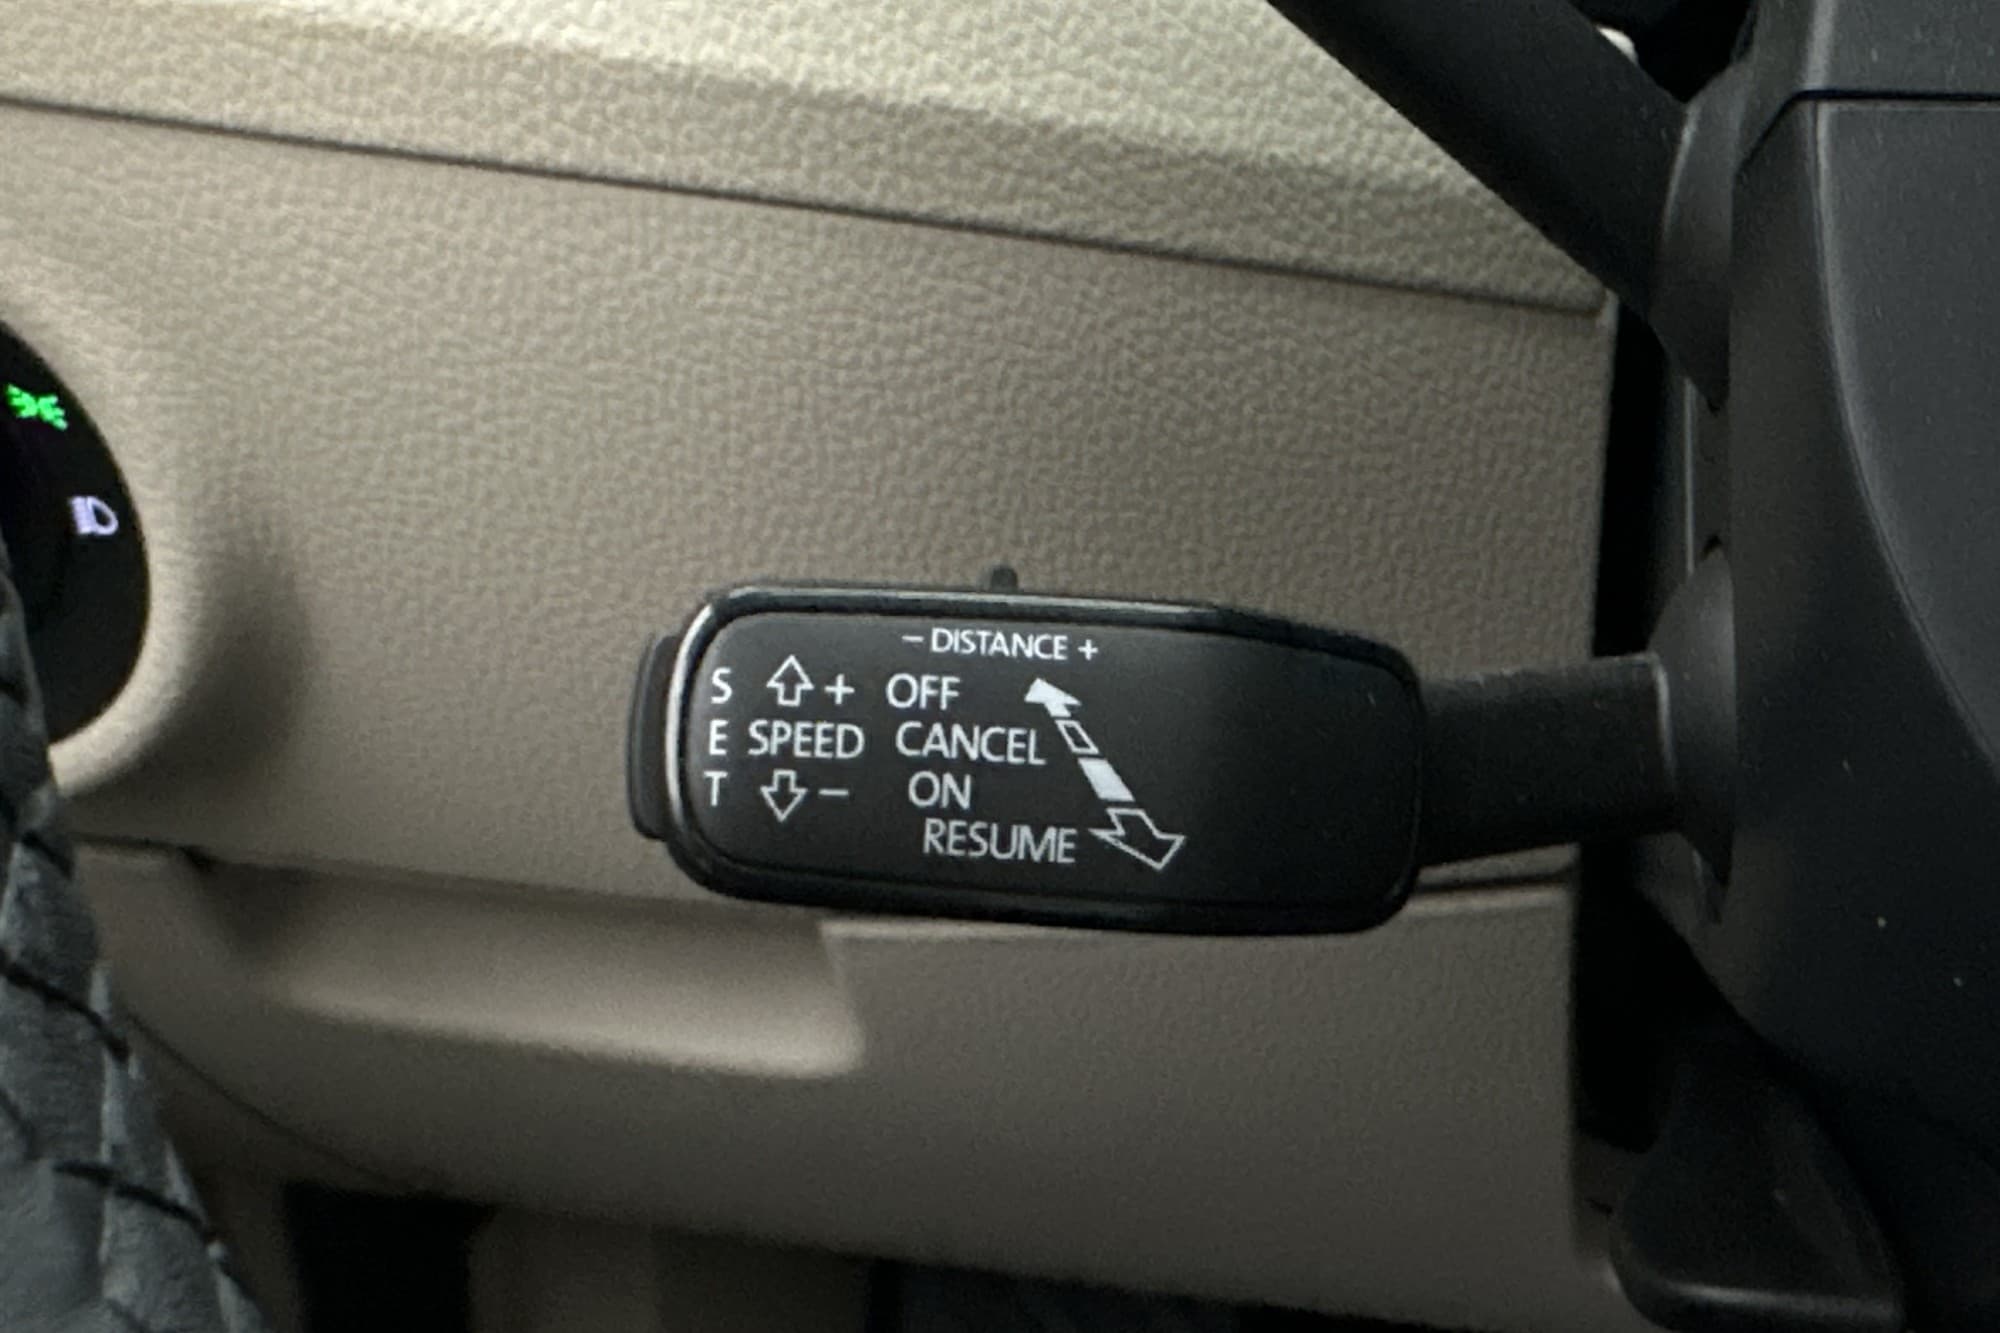 – DISTANCE +
S + OFF
E SPEED CANCEL
T – ON
RESUME